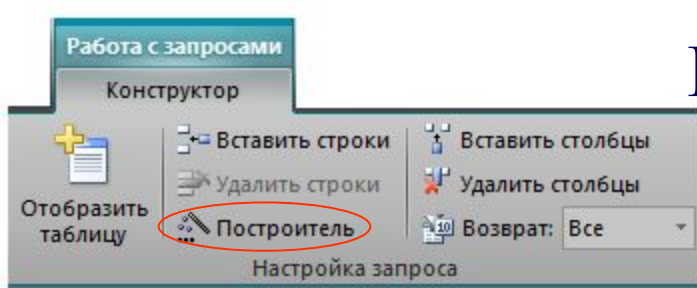 Работа с запросами
Конструктор
Отобразить таблицу
Вставить строки
Удалить строки
Построитель
Вставить столбцы
Удалить столбцы
Возврат: Все
Настройка запроса